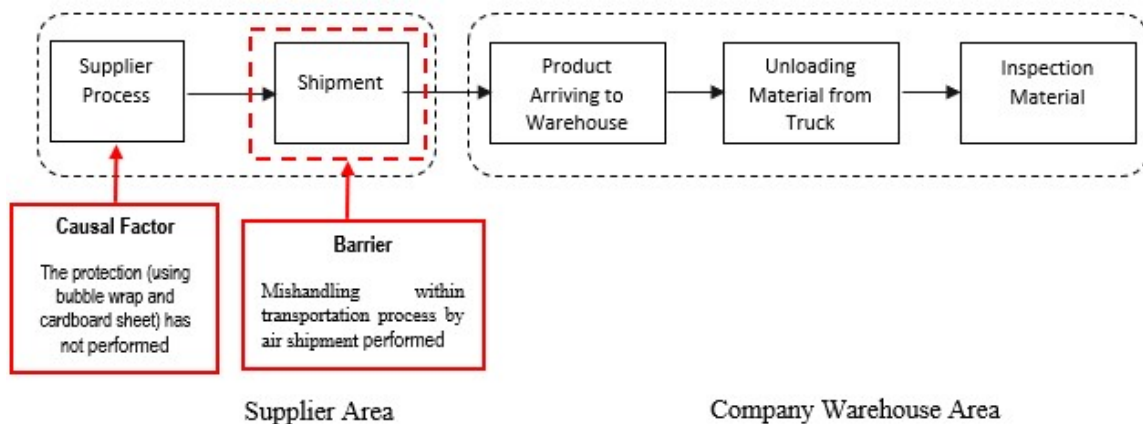 Supplier
Process
Shipment
Product
Arriving to
Warehouse
Unloading
Material from
Truck
Inspection
Material
Causal Factor
The protection (using
bubble wrap and
cardboard sheet) has
not performed
Barrier
Mishandling within
transportation process by
air shipment performed
Supplier Area
Company Warehouse Area